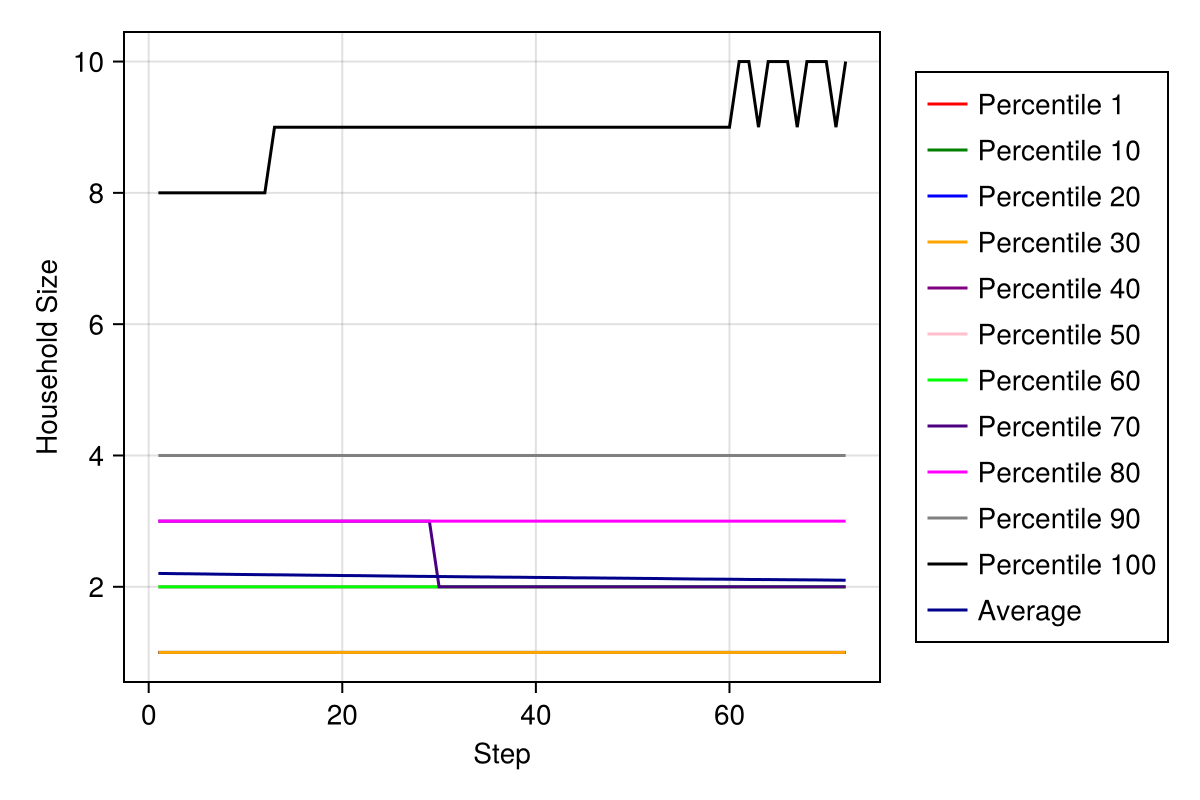 10
8
6
4
2
Household Size
0 20 40 60
Step
Percentile 1
Percentile 10
Percentile 20
Percentile 30
Percentile 40
Percentile 50
Percentile 60
Percentile 70
Percentile 80
Percentile 90
Percentile 100
Average